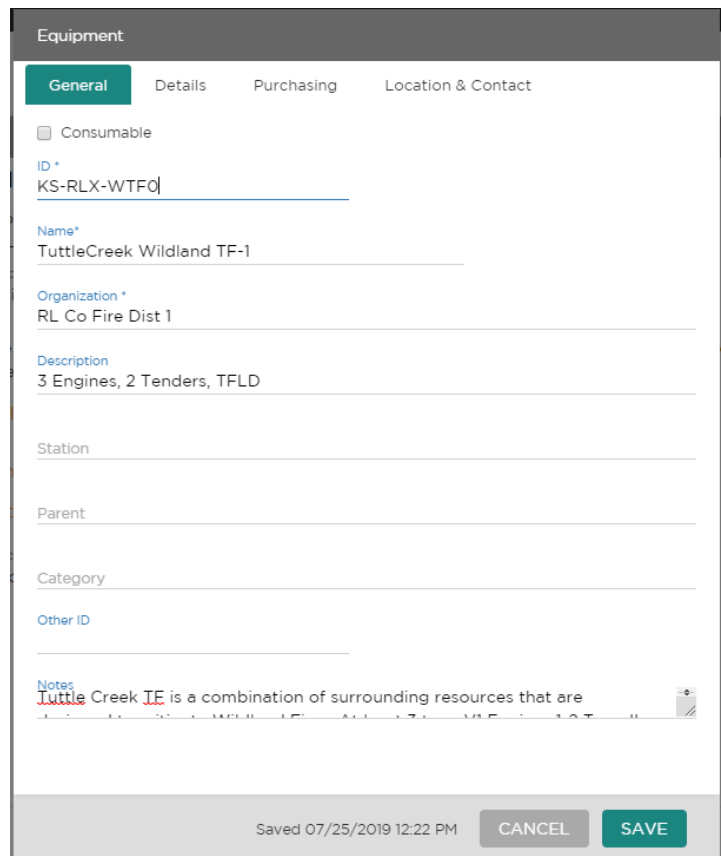 Equipment
General Details Purchasing Location & Contact
Consumable
ID *
KS-RLX-WTF0
Name*
TuttleCreek Wildland TF-1
Organization *
RL Co Fire Dist 1
Description
3 Engines, 2 Tenders, TFLD
Station
Parent
Category
Other ID
Notes
Tuttle Creek TF is a combination of surrounding resources that are
Saved 07/25/2019 12:22 PM CANCEL SAVE